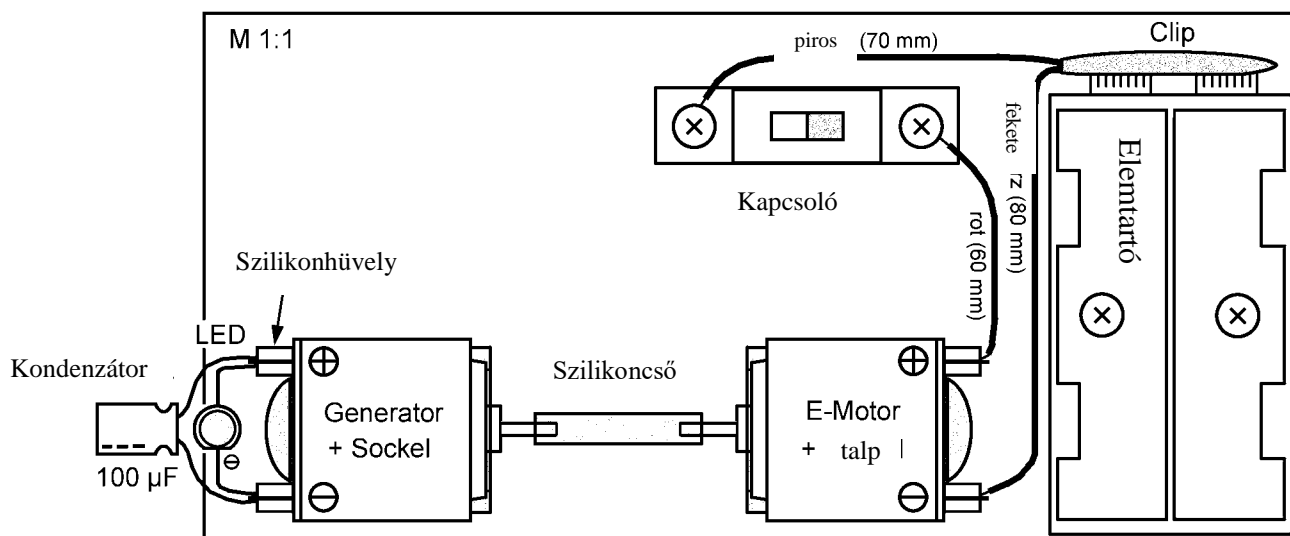 M 1:1
piros (70 mm)
Clip
fekete
rz (80 mm)
Elemtartó
Kapcsoló
rot (60 mm)
Szilikonhüvely
LED
Kondenzátor
100 µF
Generator
+ Sockel
Szilikoncső
E-Motor
+ talp